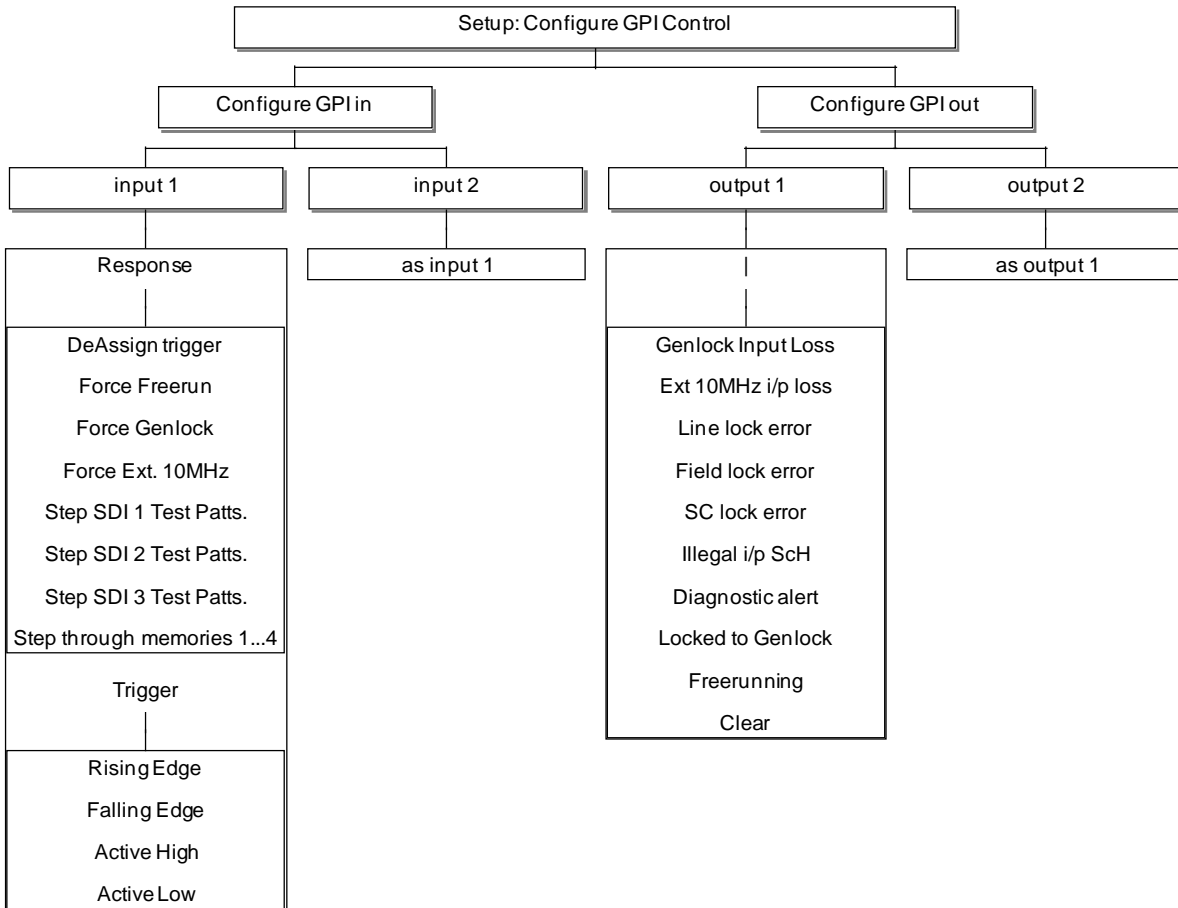 Setup: Configure GPI Control
Configure GPI in
Configure GPI out
input 1
input 2
output 1
output 2
Response
as input 1
as output 1
DeAssign trigger
Force Freerun
Force Genlock
Force Ext. 10MHz
Step SDI 1 Test Patts.
Step SDI 2 Test Patts.
Step SDI 3 Test Patts.
Step through memories 1...4
Trigger
Rising Edge
Falling Edge
Active High
Active Low
Genlock Input Loss
Ext 10MHz i/p loss
Line lock error
Field lock error
SC lock error
Illegal i/p ScH
Diagnostic alert
Locked to Genlock
Freerunning
Clear